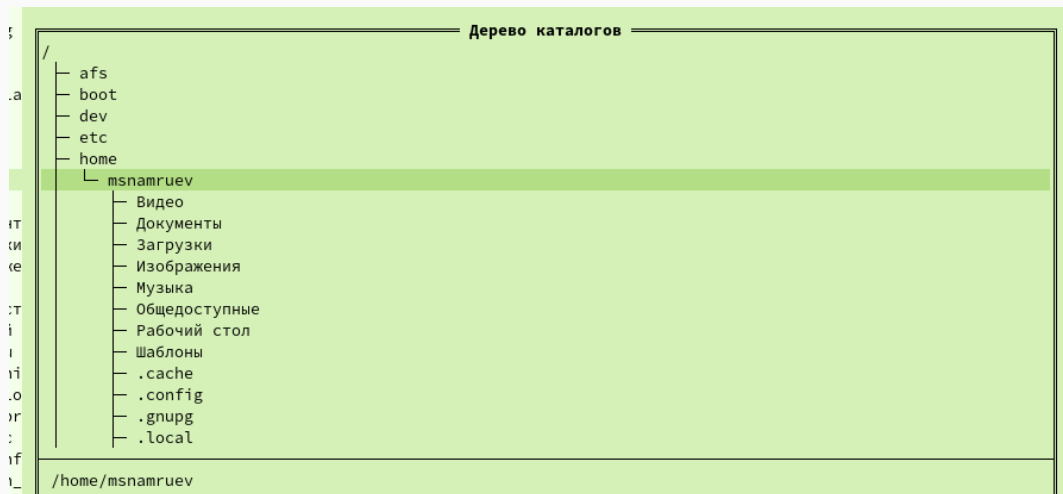 Дерево каталогов
/
afs
boot
dev
etc
home
msnamruev
Видео
Документы
Загрузки
Изображения
Музыка
Общедоступные
Рабочий стол
Шаблоны
.cache
.config
.gnupg
.local
/home/msnamruev